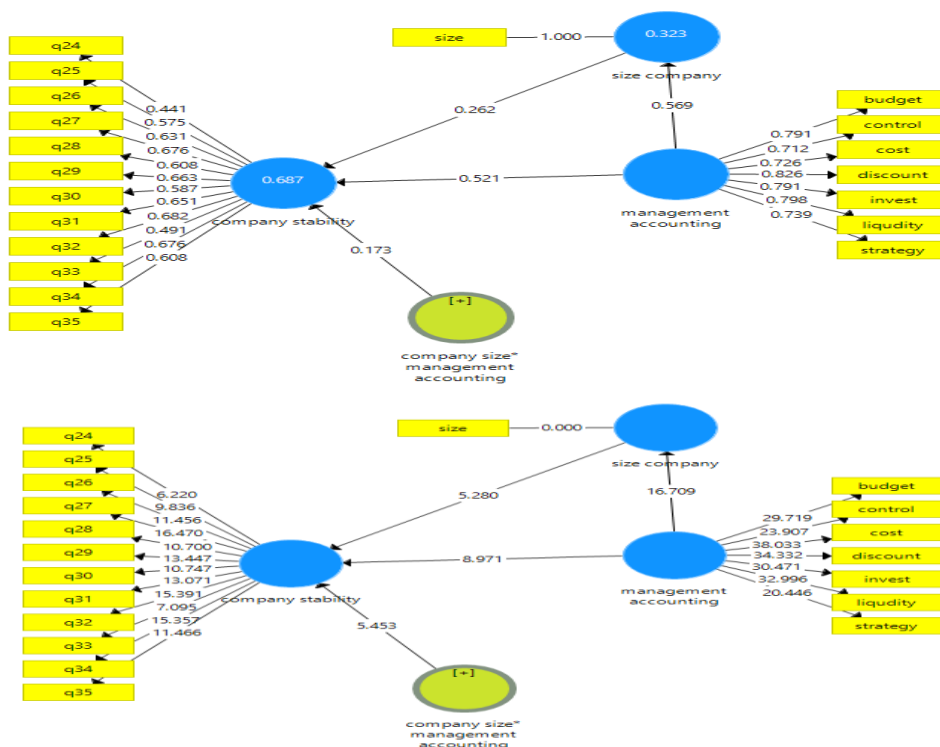 q24
q25
q26
q27
q28
q29
q30
q31
q32
q33
q34
q35
0.441
0.575
0.631
0.676
0.608
0.663
0.587
0.651
0.682
0.491
0.676
0.608
0.687
company stability
size
1.000
0.323
size company
0.262
0.569
0.521
0.173
management
accounting
[+]
company size*
management
accounting
0.791
0.712
0.726
0.826
0.791
0.798
0.739
budget
control
cost
discount
invest
liqudity
strategy
q24
q25
q26
q27
q28
q29
q30
q31
q32
q33
q34
q35
6.220
9.836
11.456
16.470
10.700
13.447
10.747
13.071
15.391
7.095
15.357
11.466
company stability
size
0.000
size company
5.280
16.709
8.971
5.453
management
accounting
[+]
company size*
management
accounting
29.719
23.907
38.033
34.332
30.471
32.996
20.446
budget
control
cost
discount
invest
liqudity
strategy